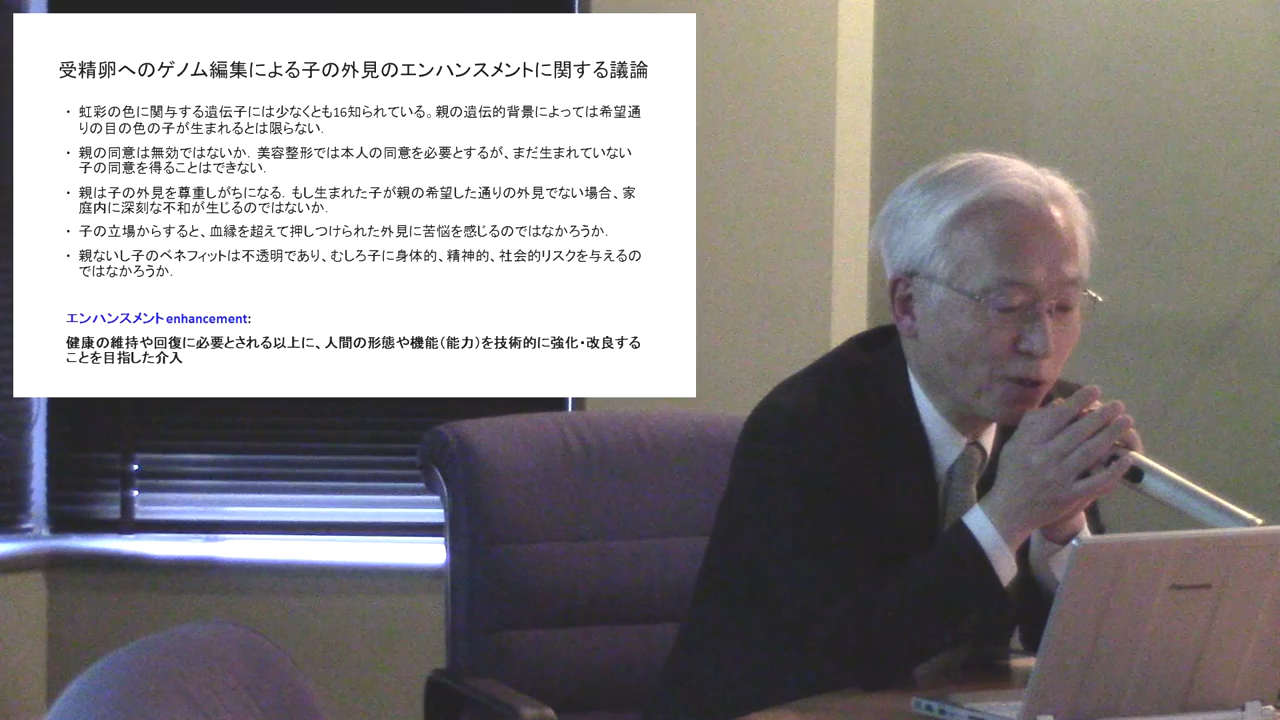 受精卵へのゲノム編集による子の外見のエンハンスメントに関する議論
・ 虹彩の色に関与する遺伝子には少なくとも16知られている。親の遺伝的背景によっては希望通
りの目の色の子が生まれるとは限らない.
・ 親の同意は無効ではないか. 美容整形では本人の同意を必要とするが、まだ生まれていない
子の同意を得ることはできない.
・ 親は子の外見を尊重しがちになる. もし生まれた子が親の希望した通りの外見でない場合、家
庭内に深刻な不和が生じるのではないか.
・ 子の立場からすると、血縁を超えて押しつけられた外見に苦悩を感じるのではなかろうか.
・ 親ないし子のベネフィットは不透明であり、むしろ子に身体的、精神的、社会的リスクを与えるの
ではなかろうか.
エンハンスメント enhancement:
健康の維持や回復に必要とされる以上に、人間の形態や機能（能力）を技術的に強化・改良する
ことを目指した介入